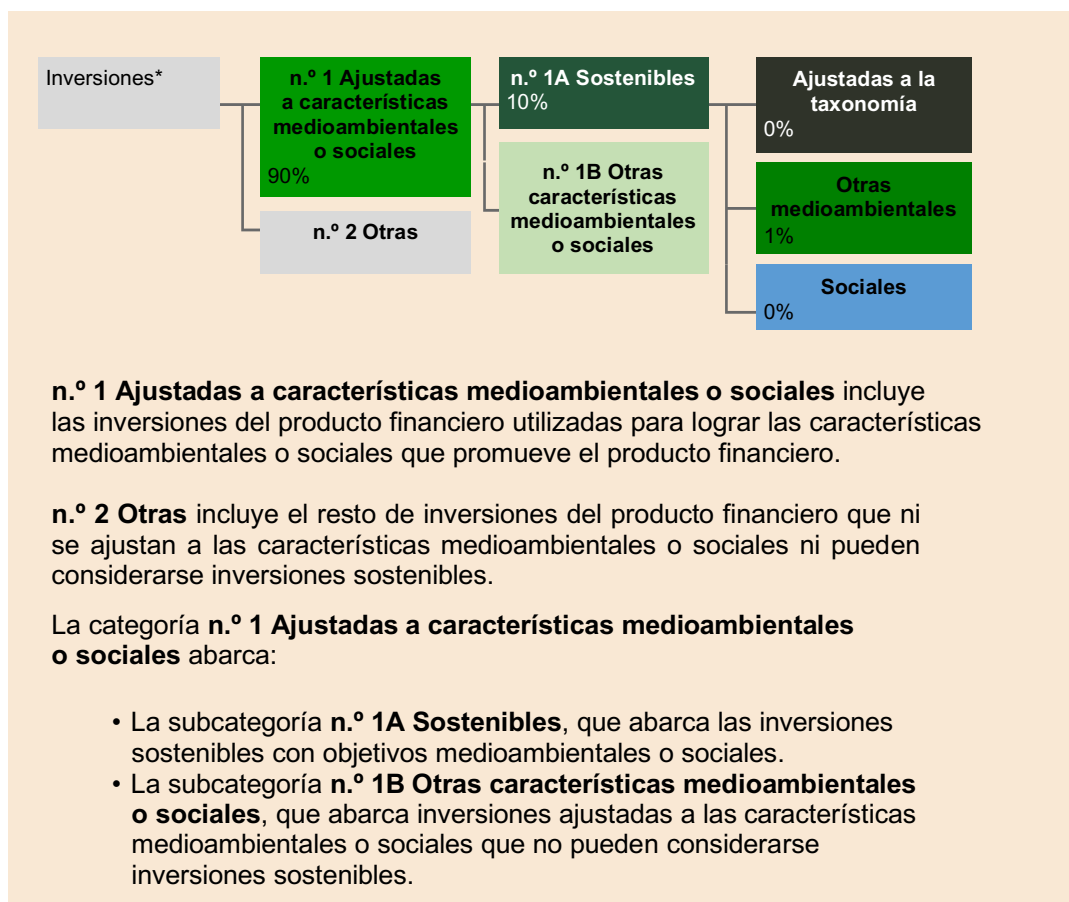 Inversiones*
n.º 1 Ajustadas
a características
medioambientales
o sociales
90%
n.º 2 Otras
n.º 1A Sostenibles
10%
n.º 1B Otras
características
medioambientales
o sociales
Ajustadas a la
taxonomía
0%
Otras
medioambientales
1%
Sociales
0%
n.º 1 Ajustadas a características medioambientales o sociales incluye
las inversiones del producto financiero utilizadas para lograr las características
medioambientales o sociales que promueve el producto financiero.
n.º 2 Otras incluye el resto de inversiones del producto financiero que ni
se ajustan a las características medioambientales o sociales ni pueden
considerarse inversiones sostenibles.
La categoría n.º 1 Ajustadas a características medioambientales
o sociales abarca:
• La subcategoría n.º 1A Sostenibles, que abarca las inversiones
sostenibles con objetivos medioambientales o sociales.
• La subcategoría n.º 1B Otras características medioambientales
o sociales, que abarca inversiones ajustadas a las características
medioambientales o sociales que no pueden considerarse
inversiones sostenibles.